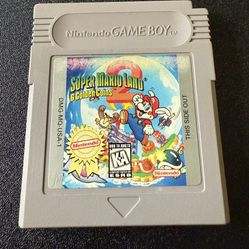 Nintendo GAME BOY TM
DMG-MQ-USA-1
THIS SIDE OUT
SUPER MARIO LAND
2
6 Golden Coins
Nintendo
K-A
Nintendo